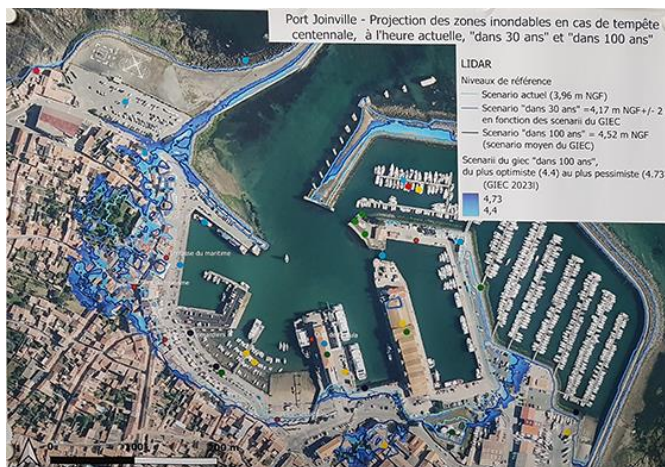 Port Joinville - Projection des zones inondables en cas de tempête
centennale, à l'heure actuelle, "dans 30 ans" et "dans 100 ans"
LIDAR
Niveaux de référence
Scenario actuel (3,96 m NGF)
Scenario "dans 30 ans" =4,17 m NGF+/- 2
en fonction des scenarii du GIEC
Scenario "dans 100 ans" = 4,52 m NGF
(scenario moyen du GIEC)
Scenarii du giec "dans 100 ans",
du plus optimiste (4.4) au plus pessimiste (4.73
(GIEC 2023)
4,73
4,4
du maritime
0
100
m